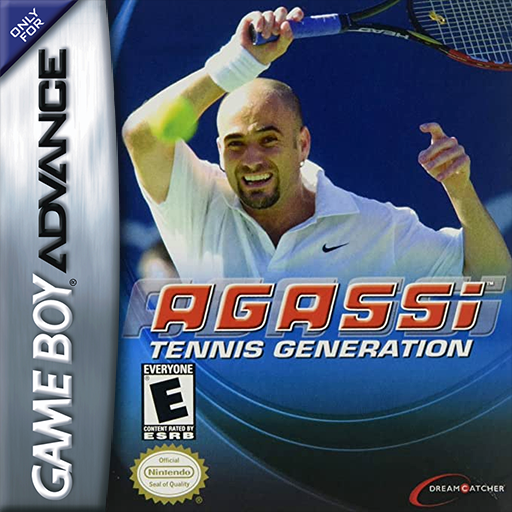 ONLY
FOR
GAME BOY ADVANCE
HEAD
AGASSI
TENNIS GENERATION
EVERYONE
E
CONTENT RATED BY
ESRB
Official
Nintendo
Seal of Quality
DREAMCATCHER